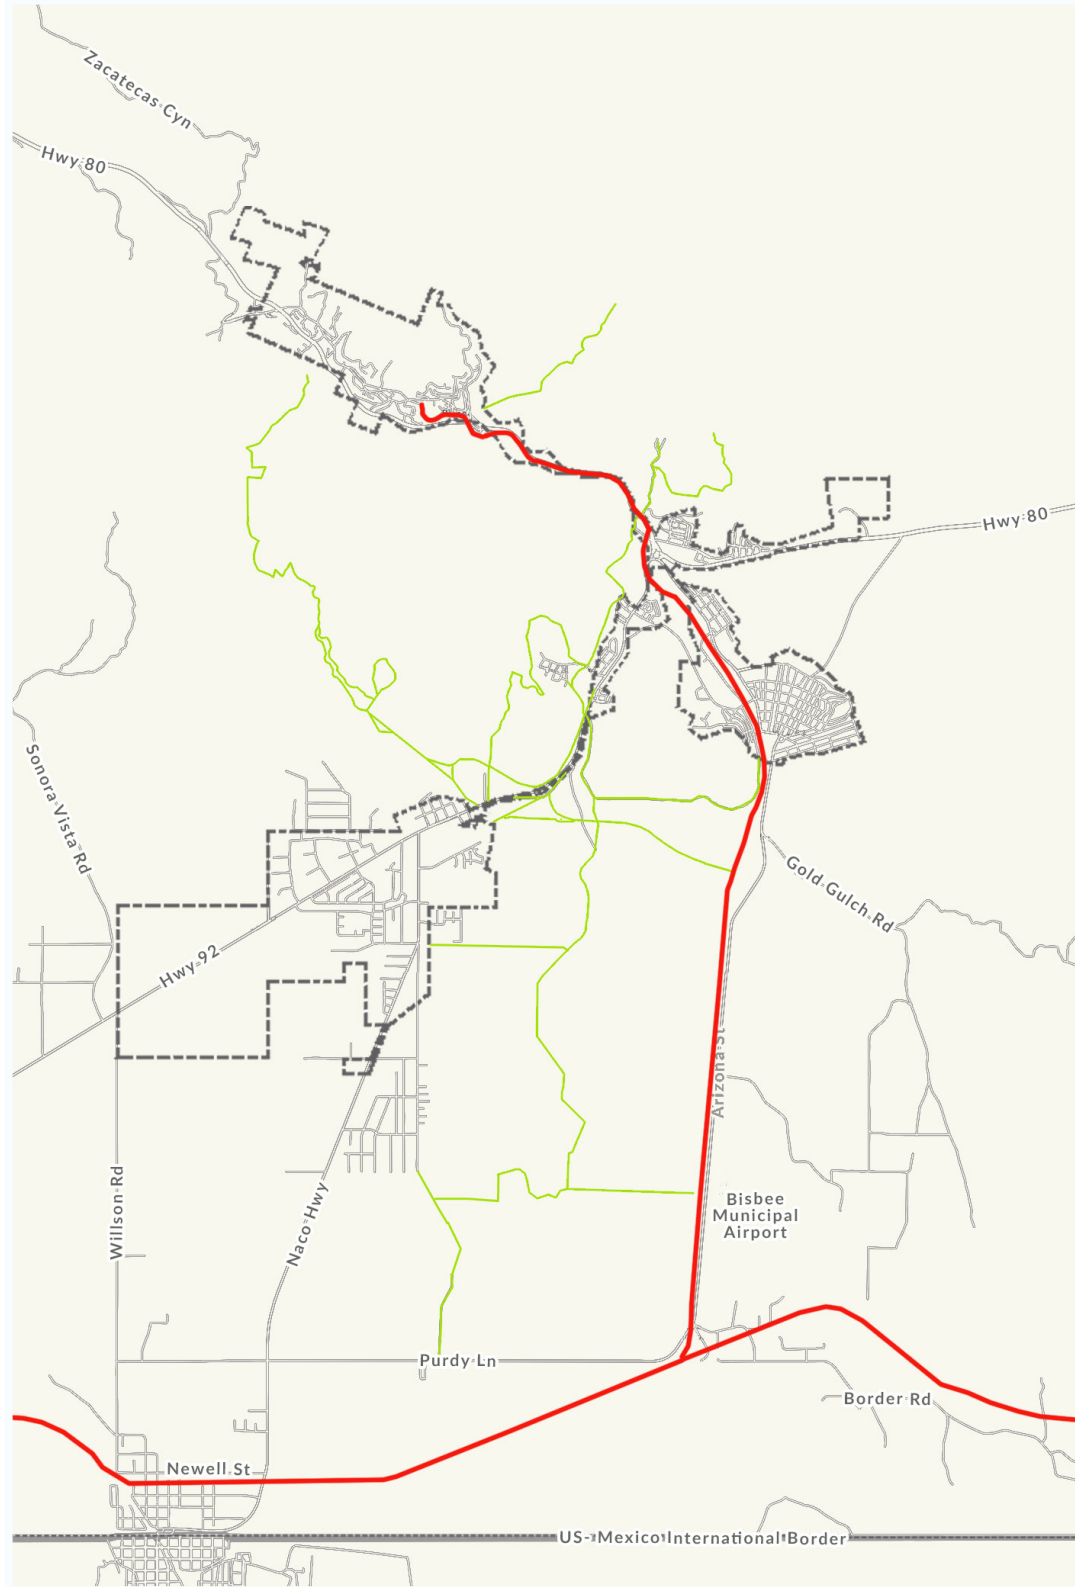 Zacatecas Cyn
Hwy 80
Hwy 80
Sonora Vista Rd
Gold Gulch Rd
Hwy 92
Arizona St
Willson Rd
Naco Hwy
Bisbee
Municipal
Airport
Purdy Ln
Border Rd
Newell St
US-Mexico International Border